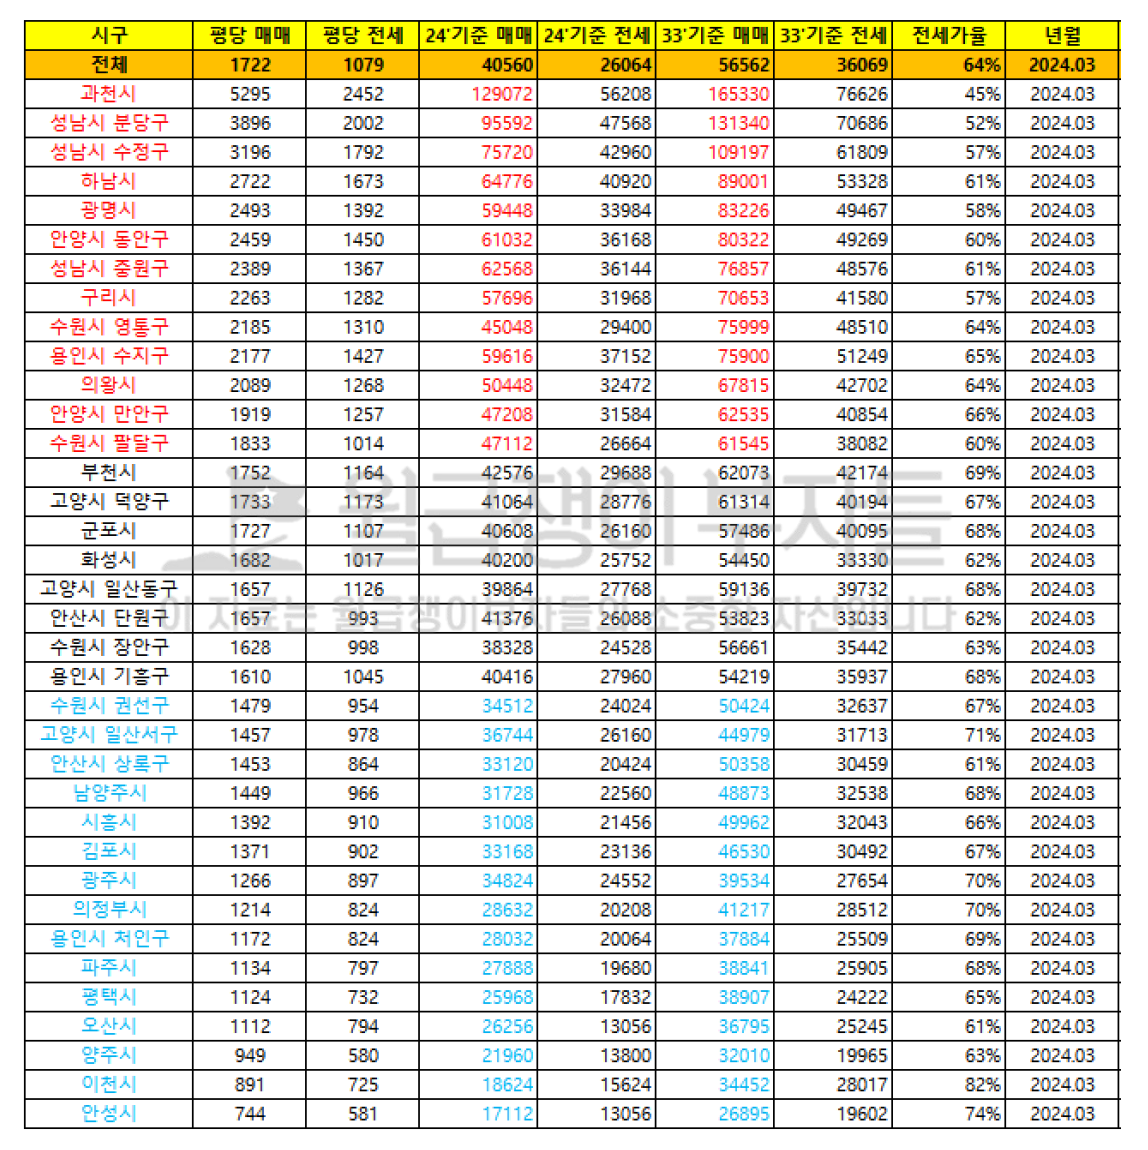 시구 평당 매매 평당 전세 24'기준 매매 24'기준 전세 33'기준 매매 33'기준 전세 전세가율 년월
전체 1722 1079 40560 26064 56562 36069 64% 2024.03
과천시 5295 2452 129072 56208 165330 76626 45% 2024.03
성남시 분당구 3896 2002 95592 47568 131340 70686 52% 2024.03
성남시 수정구 3196 1792 75720 42960 109197 61809 57% 2024.03
하남시 2722 1673 64776 40920 89001 53328 61% 2024.03
광명시 2493 1392 59448 33984 83226 49467 58% 2024.03
안양시 동안구 2459 1450 61032 36168 80322 49269 60% 2024.03
성남시 중원구 2389 1367 62568 36144 76857 48576 61% 2024.03
구리시 2263 1282 57696 31968 70653 41580 57% 2024.03
수원시 영통구 2185 1310 45048 29400 75999 48510 64% 2024.03
용인시 수지구 2177 1427 59616 37152 75900 51249 65% 2024.03
의왕시 2089 1268 50448 32472 67815 42702 64% 2024.03
안양시 만안구 1919 1257 47208 31584 62535 40854 66% 2024.03
수원시 팔달구 1833 1014 47112 26664 61545 38082 60% 2024.03
부천시 1752 1164 42576 29688 62073 42174 69% 2024.03
고양시 덕양구 1733 1173 41064 28776 61314 40194 67% 2024.03
군포시 1727 1107 40608 26160 57486 40095 68% 2024.03
화성시 1682 1017 40200 25752 54450 33330 62% 2024.03
고양시 일산동구 1657 1126 39864 27768 59136 39732 68% 2024.03
안산시 단원구 1657 993 41376 26088 53823 33033 62% 2024.03
수원시 장안구 1628 998 38328 24528 56661 35442 63% 2024.03
용인시 기흥구 1610 1045 40416 27960 54219 35937 68% 2024.03
수원시 권선구 1479 954 34512 24024 50424 32637 67% 2024.03
고양시 일산서구 1457 978 36744 26160 44979 31713 71% 2024.03
안산시 상록구 1453 864 33120 20424 50358 30459 61% 2024.03
남양주시 1449 966 31728 22560 48873 32538 68% 2024.03
시흥시 1392 910 31008 21456 49962 32043 66% 2024.03
김포시 1371 902 33168 23136 46530 30492 67% 2024.03
광주시 1266 897 34824 24552 39534 27654 70% 2024.03
의정부시 1214 824 28632 20208 41217 28512 70% 2024.03
용인시 처인구 1172 824 28032 20064 37884 25509 69% 2024.03
파주시 1134 797 27888 19680 38841 25905 68% 2024.03
평택시 1124 732 25968 17832 38907 24222 65% 2024.03
오산시 1112 794 26256 13056 36795 25245 61% 2024.03
양주시 949 580 21960 13800 32010 19965 63% 2024.03
이천시 891 725 18624 15624 34452 28017 82% 2024.03
안성시 744 581 17112 13056 26895 19602 74% 2024.03
월급쟁이 부자들
이 자료는 월급쟁이부자들의 소중한 자산입니다